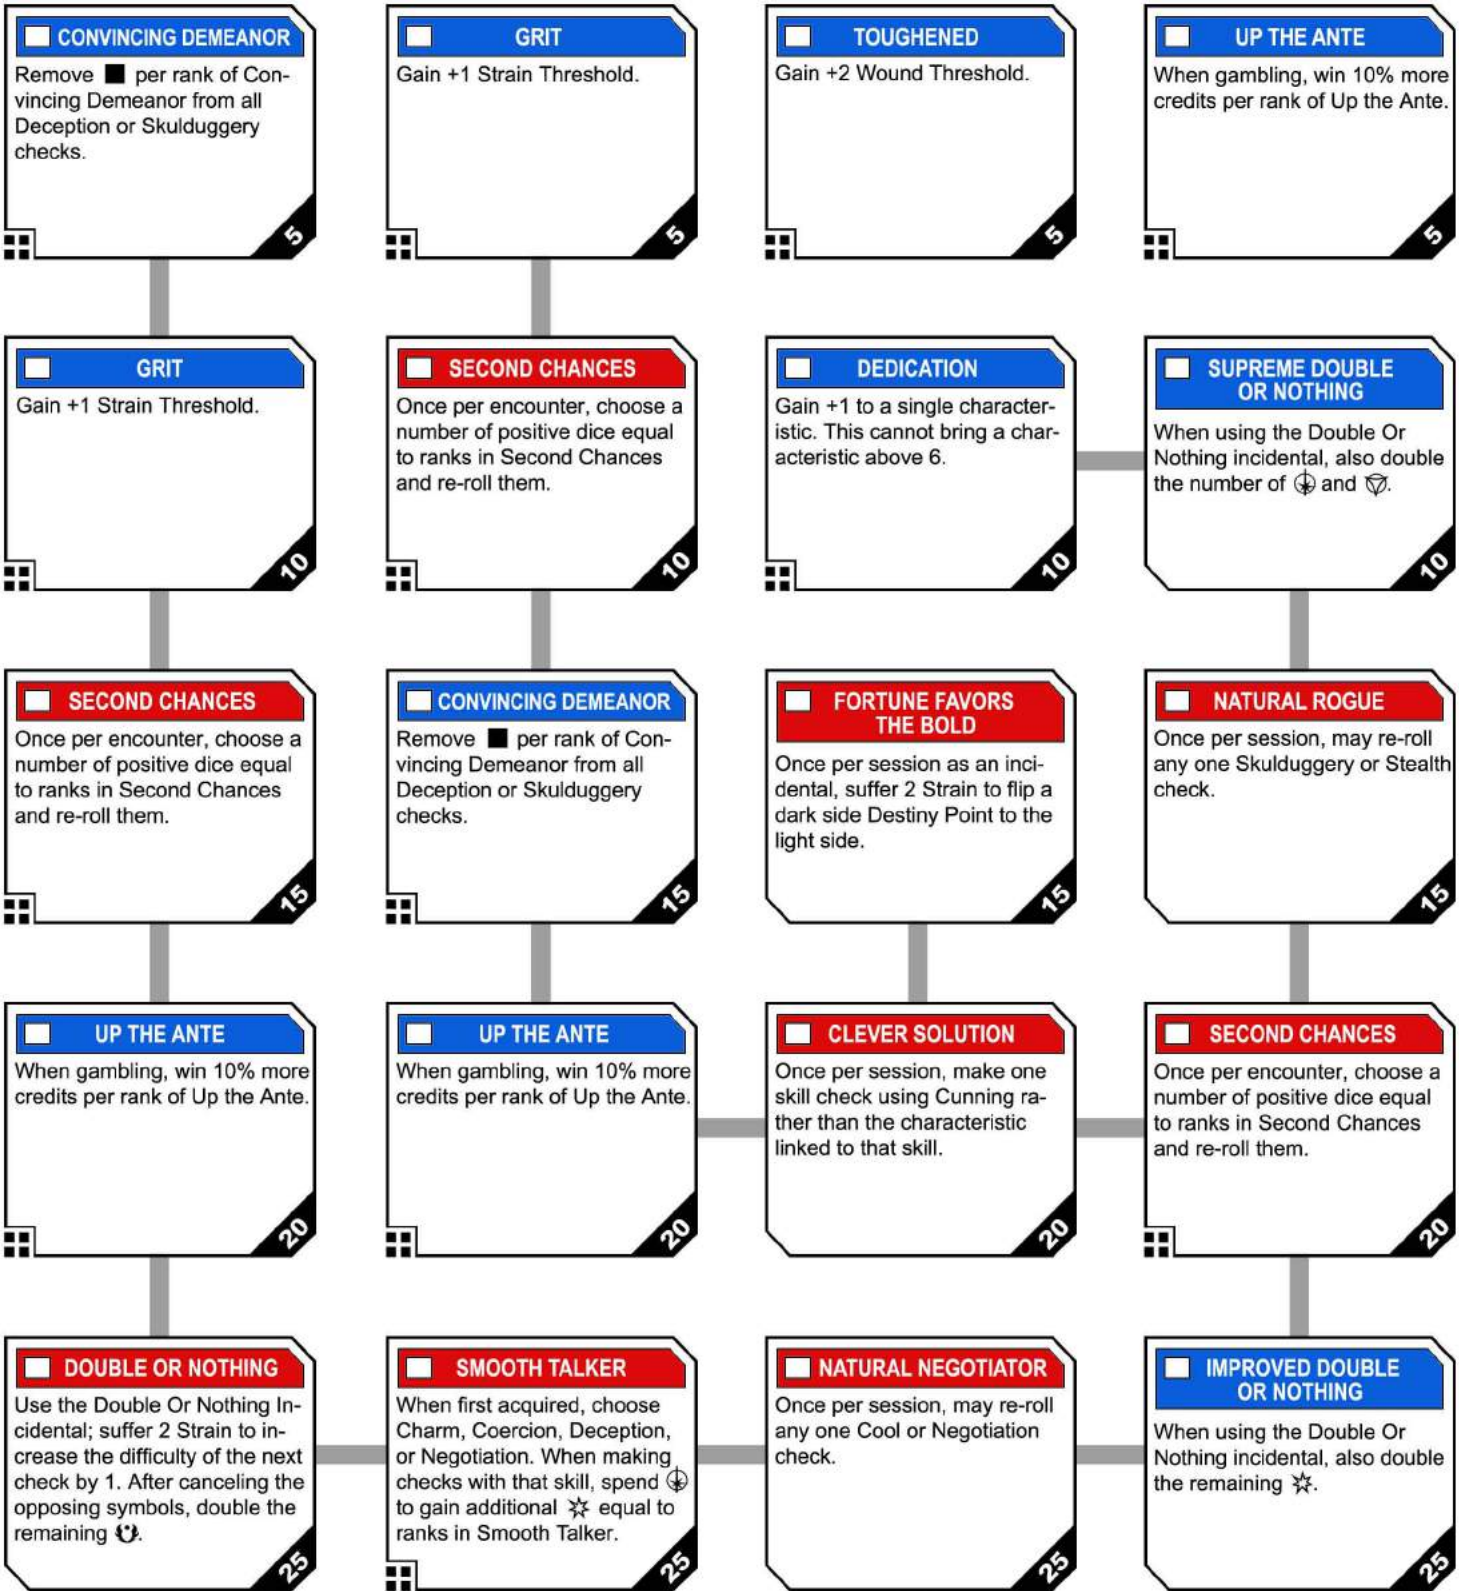 CONVINCING DEMEANOR
Remove per rank of Con-
vincing Demeanor from all
Deception or Skulduggery
checks.
5
GRIT
Gain +1 Strain Threshold.
5
TOUGHENED
Gain +2 Wound Threshold.
5
UP THE ANTE
When gambling, win 10% more
credits per rank of Up the Ante.
5
GRIT
Gain +1 Strain Threshold.
10
SECOND CHANCES
Once per encounter, choose a
number of positive dice equal
to ranks in Second Chances
and re-roll them.
10
DEDICATION
Gain +1 to a single character-
istic. This cannot bring a char-
acteristic above 6.
10
SUPREME DOUBLE
OR NOTHING
When using the Double Or
Nothing incidental, also double
the number of and .
10
SECOND CHANCES
Once per encounter, choose a
number of positive dice equal
to ranks in Second Chances
and re-roll them.
15
CONVINCING DEMEANOR
Remove per rank of Con-
vincing Demeanor from all
Deception or Skulduggery
checks.
15
FORTUNE FAVORS
THE BOLD
Once per session as an inci-
dental, suffer 2 Strain to flip a
dark side Destiny Point to the
light side.
15
NATURAL ROGUE
Once per session, may re-roll
any one Skulduggery or Stealth
check.
15
UP THE ANTE
When gambling, win 10% more
credits per rank of Up the Ante.
20
UP THE ANTE
When gambling, win 10% more
credits per rank of Up the Ante.
20
CLEVER SOLUTION
Once per session, make one
skill check using Cunning ra-
ther than the characteristic
linked to that skill.
20
SECOND CHANCES
Once per encounter, choose a
number of positive dice equal
to ranks in Second Chances
and re-roll them.
20
DOUBLE OR NOTHING
Use the Double Or Nothing In-
cidental; suffer 2 Strain to in-
crease the difficulty of the next
check by 1. After canceling the
opposing symbols, double the
remaining .
25
SMOOTH TALKER
When first acquired, choose
Charm, Coercion, Deception,
or Negotiation. When making
checks with that skill, spend
to gain additional equal to
ranks in Smooth Talker.
25
NATURAL NEGOTIATOR
Once per session, may re-roll
any one Cool or Negotiation
check.
25
IMPROVED DOUBLE
OR NOTHING
When using the Double Or
Nothing incidental, also double
the remaining .
25